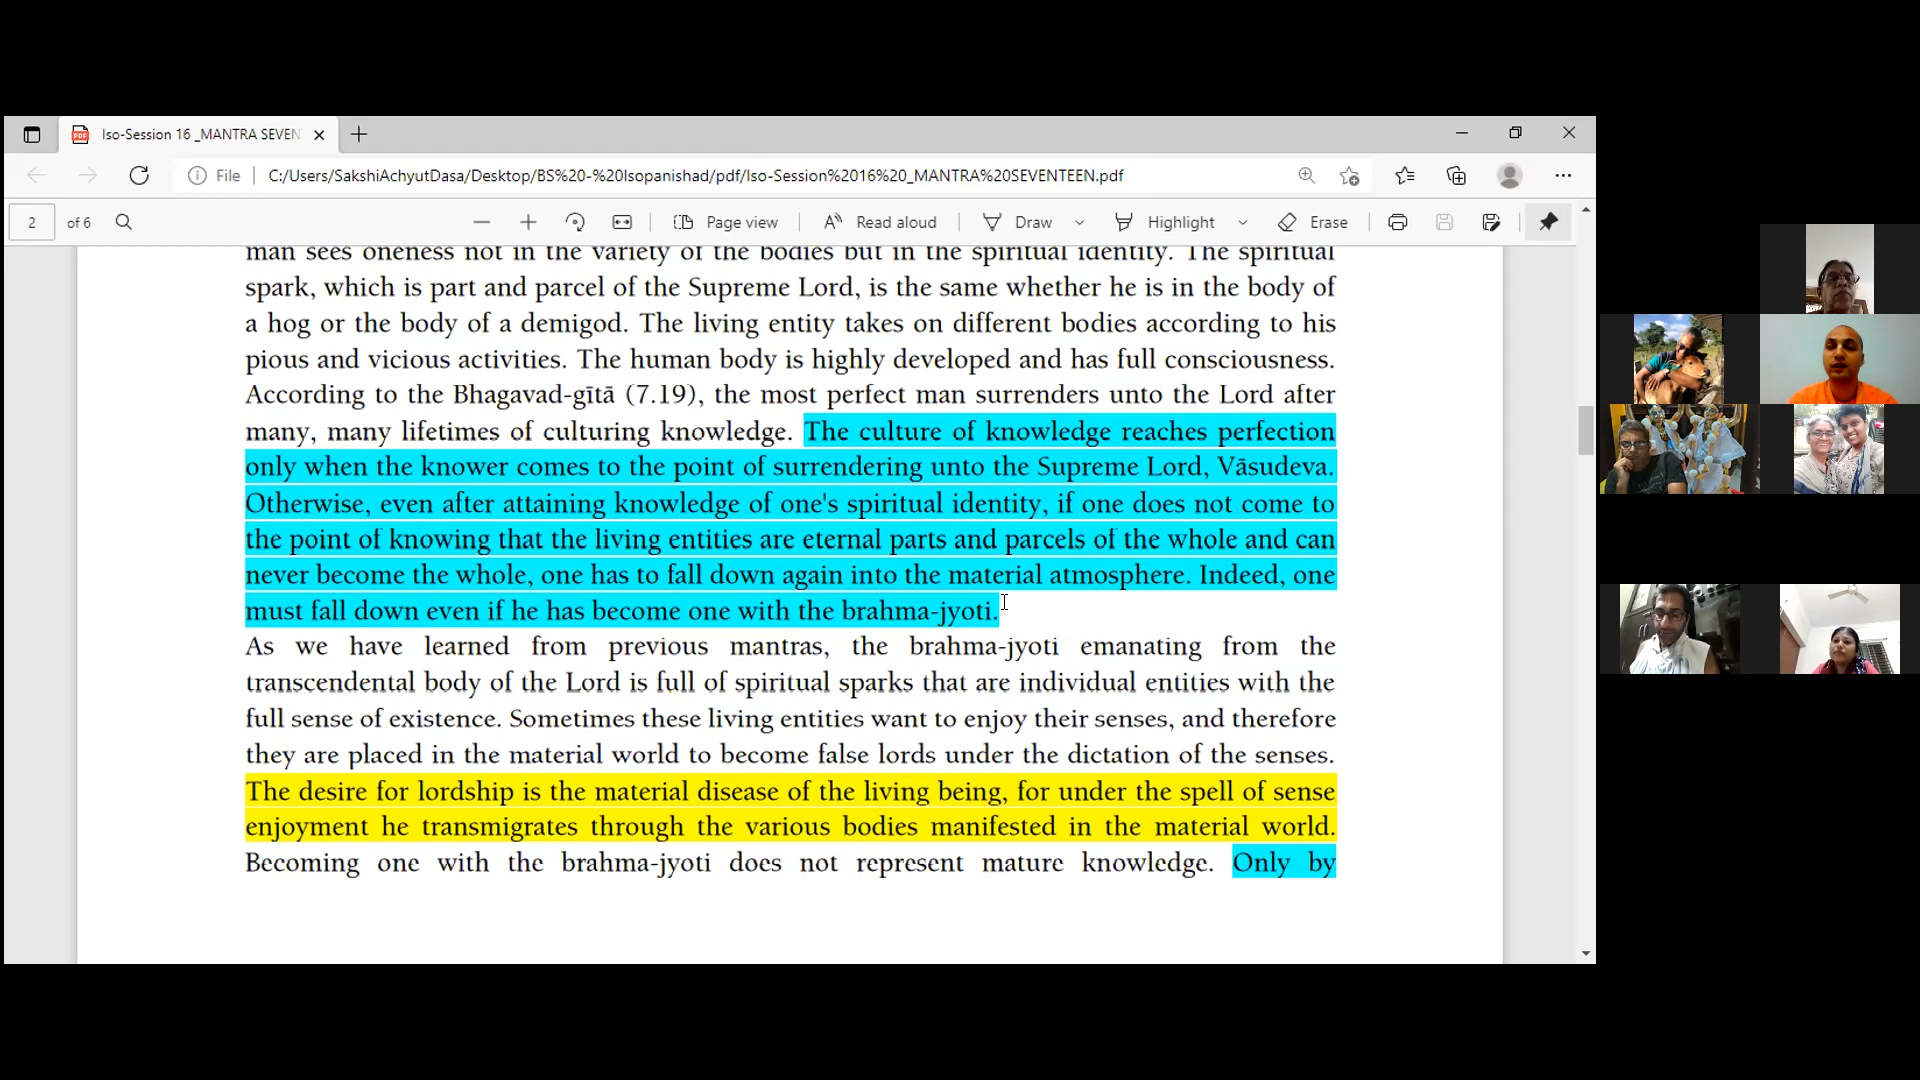 Iso-Session 16 _MANTRA SEVEN
File
C:/Users/SakshiAchyutDasa/Desktop/BS%20-%20Isopanishad/pdf/Iso-Session%2016%20_MANTRA%20SEVENTEEN.pdf
2 of 6
Page view
Read aloud
Draw
Highlight
Erase
man sees oneness not in the variety of the bodies but in the spiritual identity. The spiritual
spark, which is part and parcel of the Supreme Lord, is the same whether he is in the body of
a hog or the body of a demigod. The living entity takes on different bodies according to his
pious and vicious activities. The human body is highly developed and has full consciousness.
According to the Bhagavad-gītā (7.19), the most perfect man surrenders unto the Lord after
many, many lifetimes of culturing knowledge. The culture of knowledge reaches perfection
only when the knower comes to the point of surrendering unto the Supreme Lord, Vāsudeva.
Otherwise, even after attaining knowledge of one's spiritual identity, if one does not come to
the point of knowing that the living entities are eternal parts and parcels of the whole and can
never become the whole, one has to fall down again into the material atmosphere. Indeed, one
must fall down even if he has become one with the brahma-jyoti.
As we have learned from previous mantras, the brahma-jyoti emanating from the
transcendental body of the Lord is full of spiritual sparks that are individual entities with the
full sense of existence. Sometimes these living entities want to enjoy their senses, and therefore
they are placed in the material world to become false lords under the dictation of the senses.
The desire for lordship is the material disease of the living being, for under the spell of sense
enjoyment he transmigrates through the various bodies manifested in the material world.
Becoming one with the brahma-jyoti does not represent mature knowledge. Only by